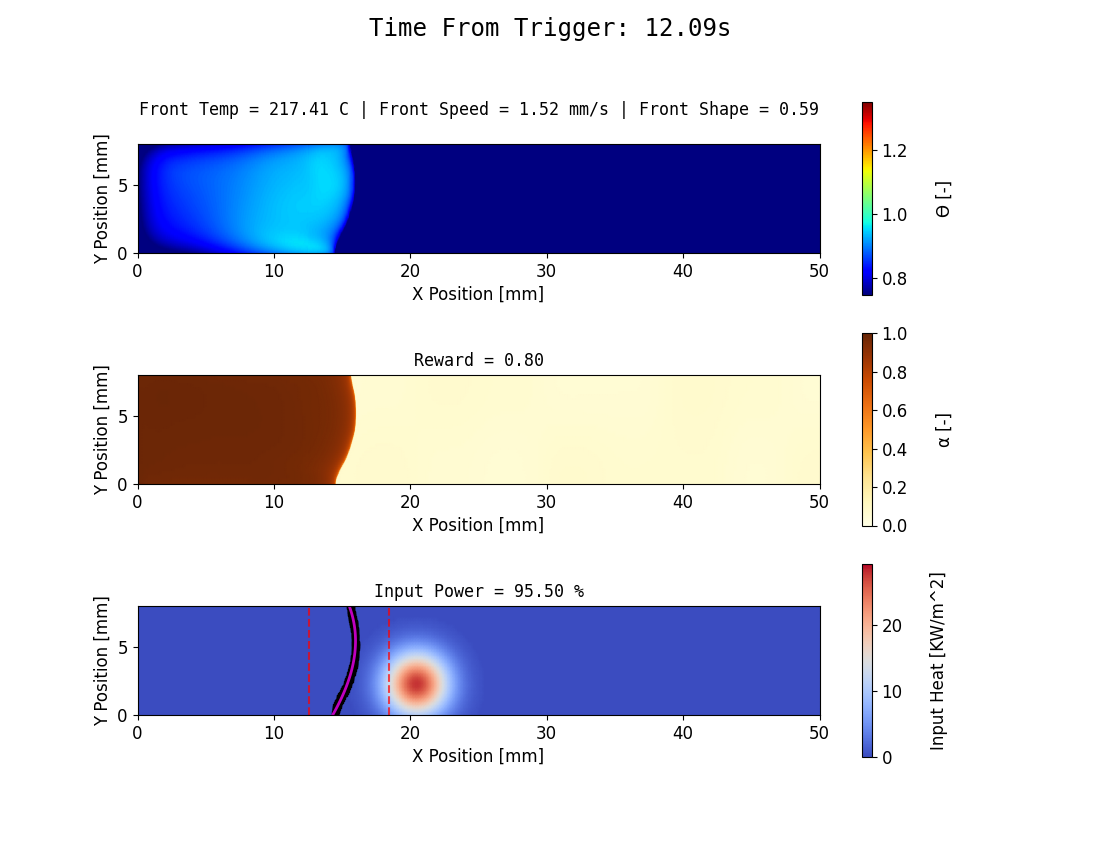 Time From Trigger: 12.09s
Front Temp = 217.41 C | Front Speed = 1.52 mm/s | Front Shape = 0.59
Y Position [mm]
5
0
0 10 20 30 40 50
X Position [mm]
1.2
1.0
0.8
Θ [-]
Reward = 0.80
Y Position [mm]
5
0
0 10 20 30 40 50
X Position [mm]
1.0
0.8
0.6
0.4
0.2
0.0
α [-]
Input Power = 95.50 %
Y Position [mm]
5
0
0 10 20 30 40 50
X Position [mm]
20
10
0
Input Heat [KW/m^2]